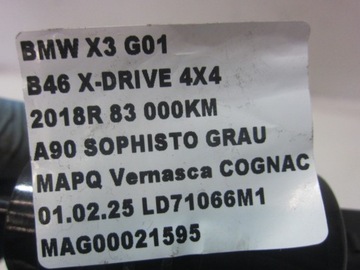 BMW X3 G01
B46 X-DRIVE 4X4
2018R 83 000KM
A90 SOPHISTO GRAU
MAPQ Vernasca COGNAC
01.02.25 LD71066M1
MAG00021595